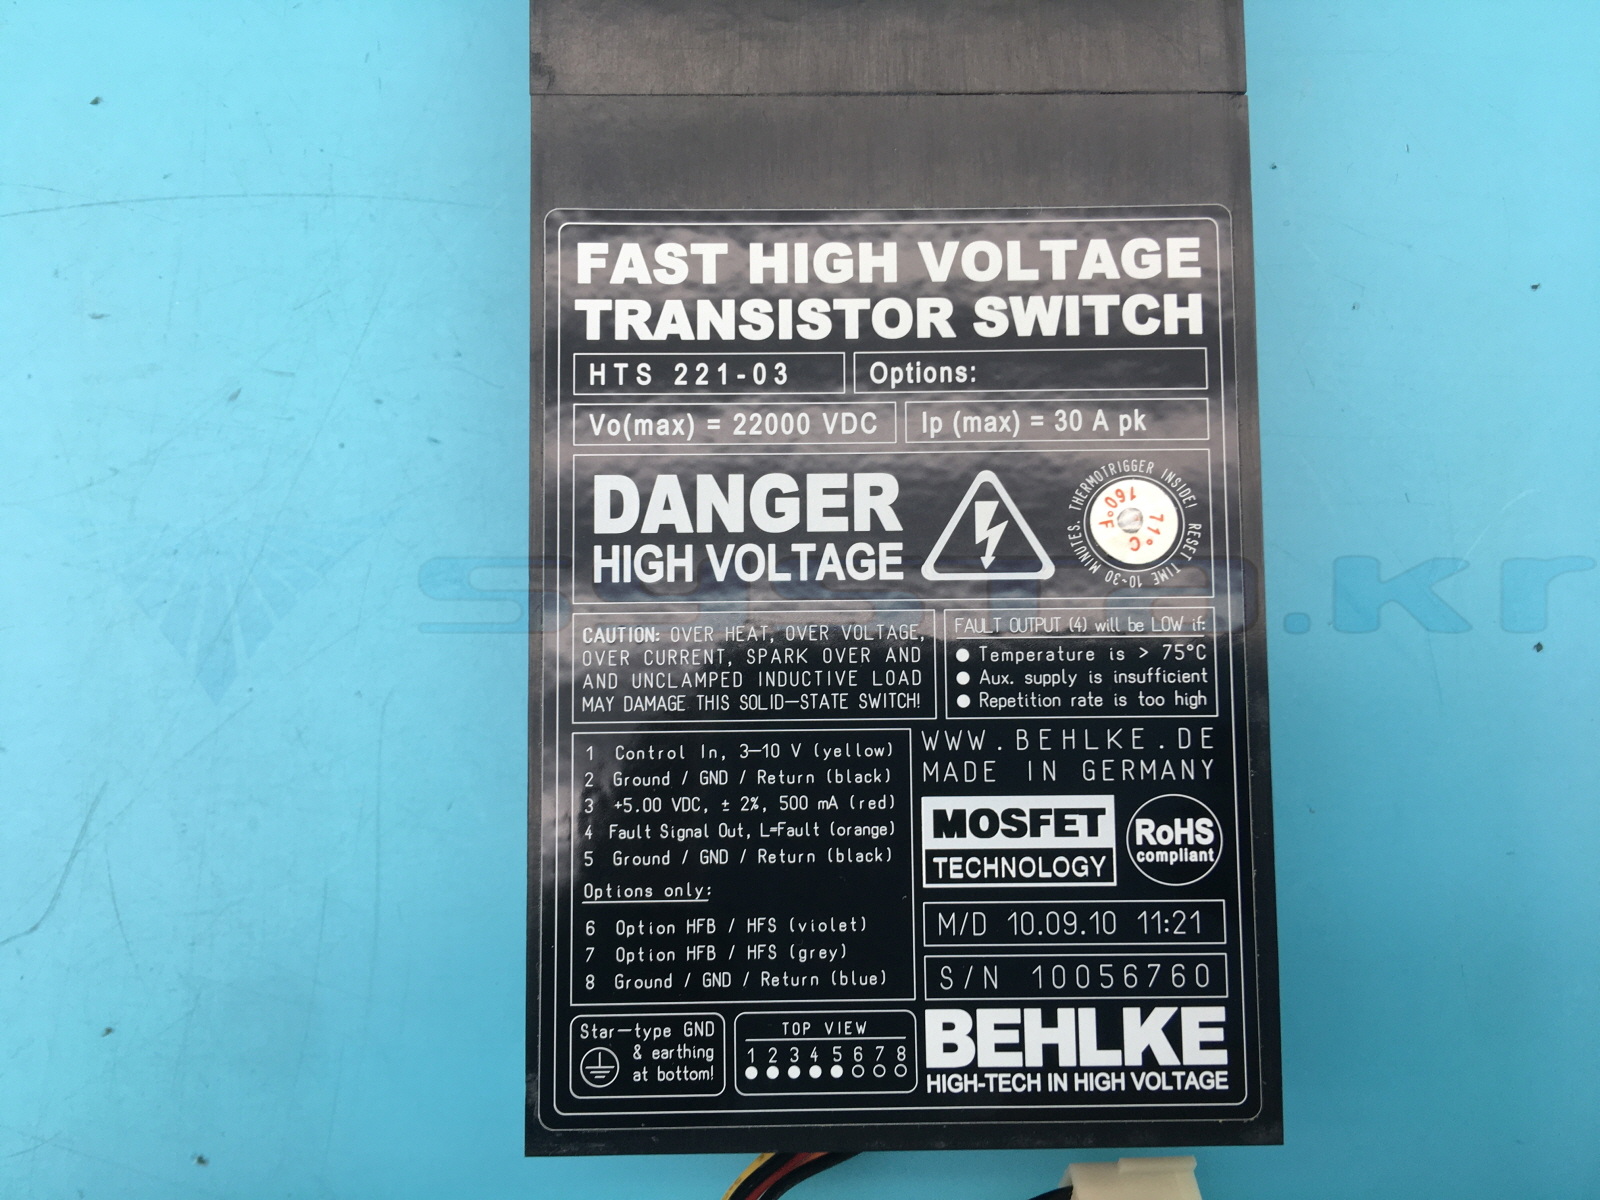 FAST HIGH VOLTAGE
TRANSISTOR SWITCH
HTS 221-03
Options:
Vo(max) = 22000 VDC
Ip (max) = 30 A pk
DANGER
HIGH VOLTAGE
THERMOTRIGGER INSIDE! RESET TIME 10-30 MINUTES.
160°F
71°C
systa.kr
CAUTION: OVER HEAT, OVER VOLTAGE,
OVER CURRENT, SPARK OVER AND
AND UNCLAMPED INDUCTIVE LOAD
MAY DAMAGE THIS SOLID-STATE SWITCH!
FAULT OUTPUT (4) will be LOW if:
● Temperature is > 75°C
● Aux. supply is insufficient
● Repetition rate is too high
1 Control In, 3-10 V (yellow)
2 Ground / GND / Return (black)
3 +5.00 VDC, ± 2%, 500 mA (red)
4 Fault Signal Out, L=Fault (orange)
5 Ground / GND / Return (black)
Options only:
6 Option HFB / HFS (violet)
7 Option HFB / HFS (grey)
8 Ground / GND / Return (blue)
WWW.BEHLKE.DE
MADE IN GERMANY
MOSFET
TECHNOLOGY
RoHS
compliant
M/D 10.09.10 11:21
S/N 10056760
Star-type GND
& earthing
at bottom!
TOP VIEW
1 2 3 4 5 6 7 8
BEHLKE
HIGH-TECH IN HIGH VOLTAGE